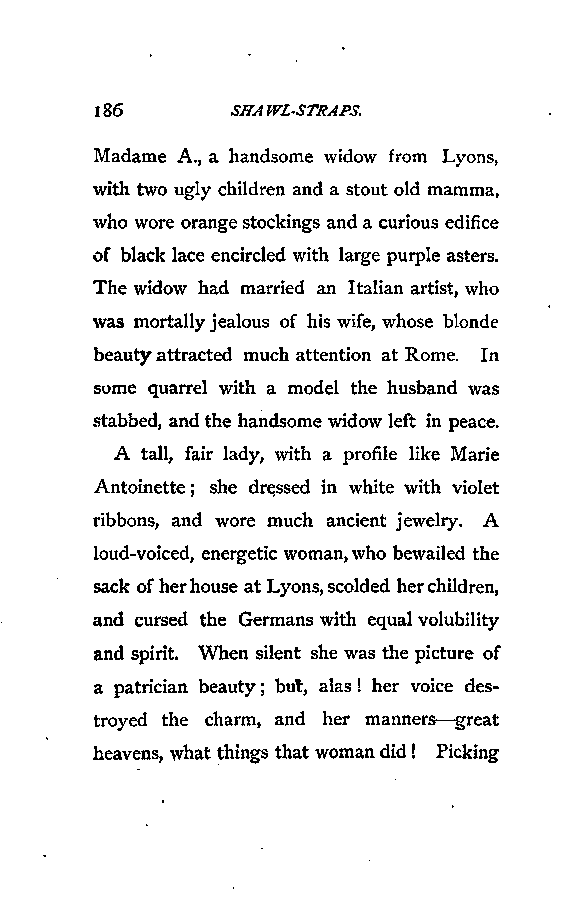 186 SHAWL-STRAPS.
Madame A., a handsome widow from Lyons,
with two ugly children and a stout old mamma,
who wore orange stockings and a curious edifice
of black lace encircled with large purple asters.
The widow had married an Italian artist, who
was mortally jealous of his wife, whose blonde
beauty attracted much attention at Rome. In
some quarrel with a model the husband was
stabbed, and the handsome widow left in peace.
A tall, fair lady, with a profile like Marie
Antoinette; she dressed in white with violet
ribbons, and wore much ancient jewelry. A
loud-voiced, energetic woman, who bewailed the
sack of her house at Lyons, scolded her children,
and cursed the Germans with equal volubility
and spirit. When silent she was the picture of
a patrician beauty; but, alas! her voice des-
troyed the charm, and her manners—great
heavens, what things that woman did! Picking